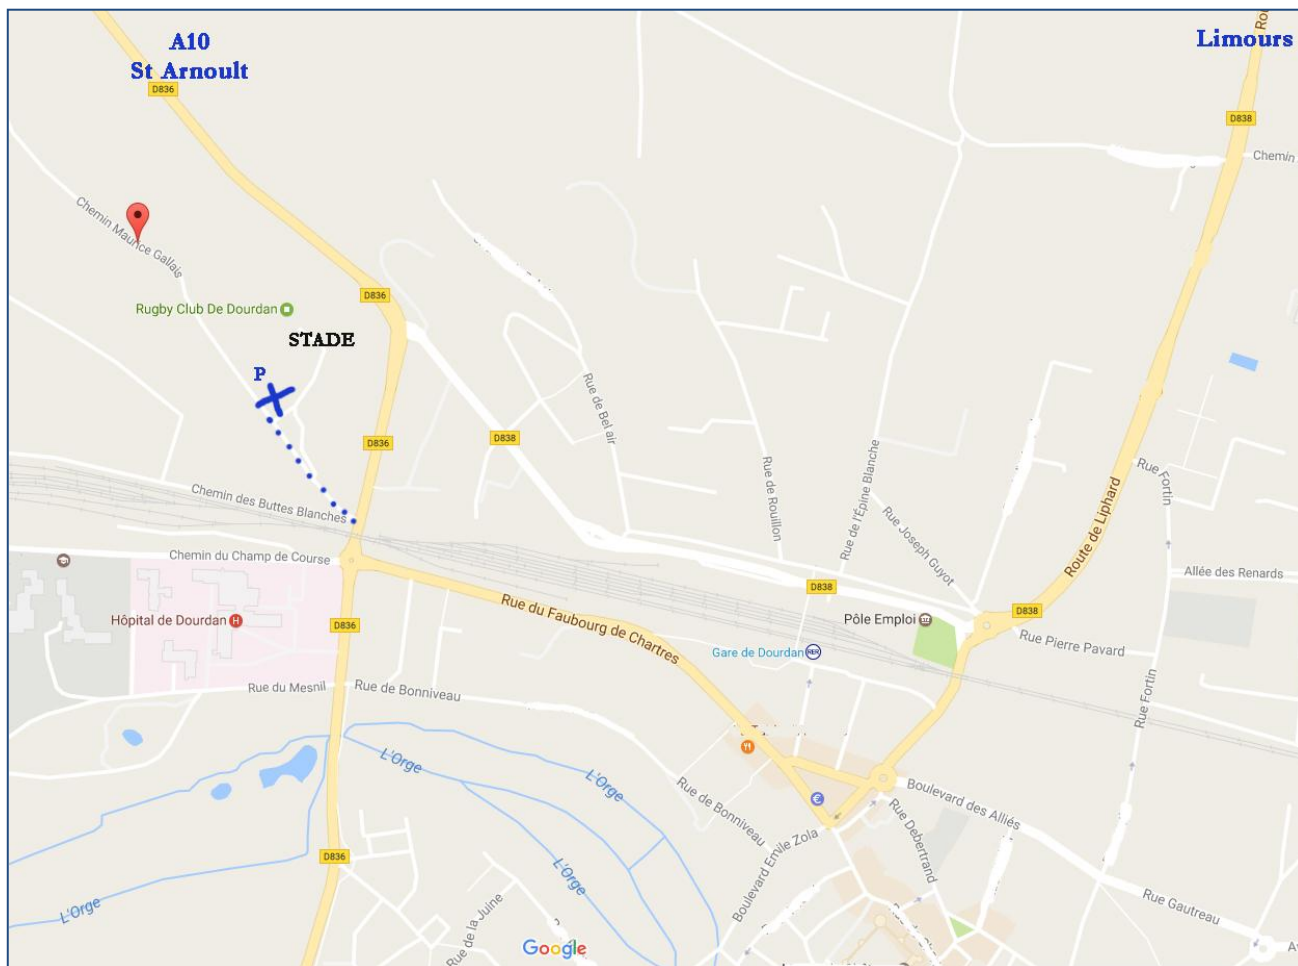 A10
St Arnoult
Limours
D836
D838
Chemin
Chemin Maurice Gallais
D836
Rugby Club De Dourdan
STADE
P
D836
D838
Rue de Bel air
Rue de Rouillon
Rue de l'Épine Blanche
Rue Joseph Guyot
Rue Fortin
Route de Liphard
Chemin des Buttes Blanches
Chemin du Champ de Course
Allée des Renards
D838
D838
Hôpital de Dourdan
H
D836
Rue du Faubourg de Chartres
Pôle Emploi
Gare de Dourdan
RER
Rue Pierre Pavard
Rue du Mesnil
Rue de Bonniveau
Rue Fortin
L'Orge
L'Orge
Rue de Bonniveau
€
Boulevard des Alliés
Boulevard Emile Zola
Rue Debertrand
D836
L'Orge
L'Orge
Rue de la Juine
Rue Gautreau
Google